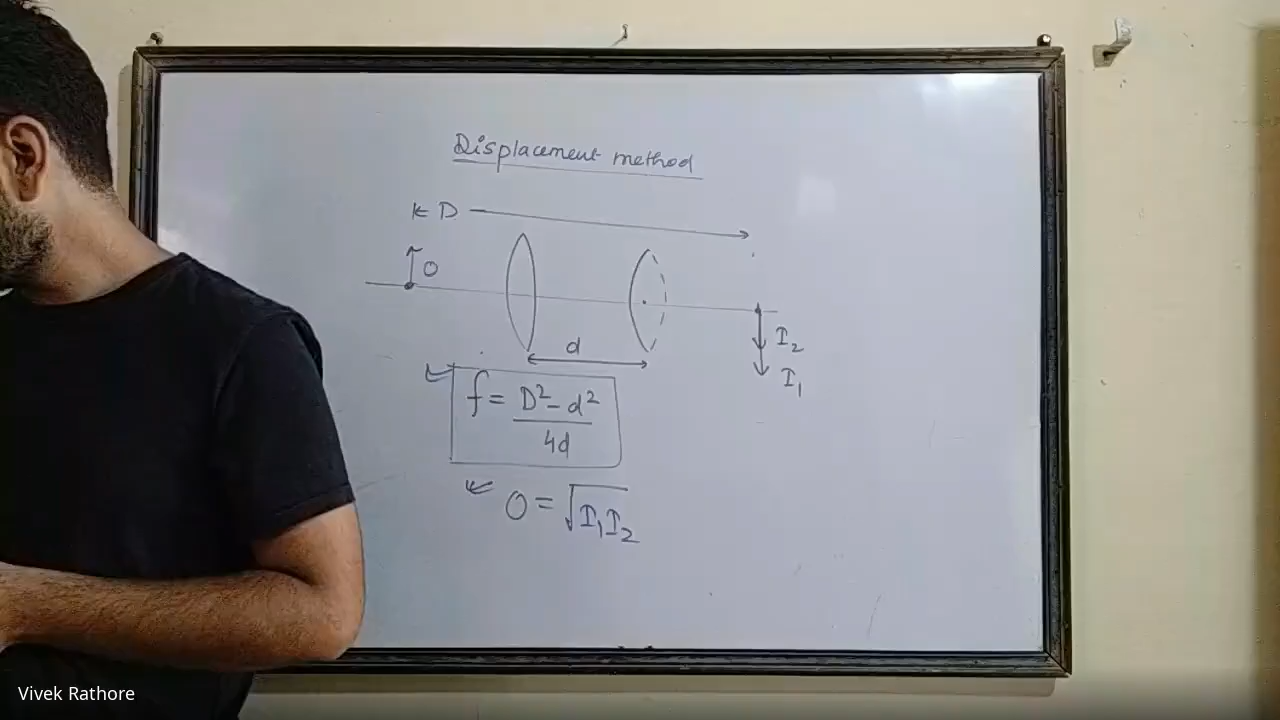 Displacement method
D
O
d
I₂
I₁
f = D² - d² / 4d
O = √I₁I₂
Vivek Rathore